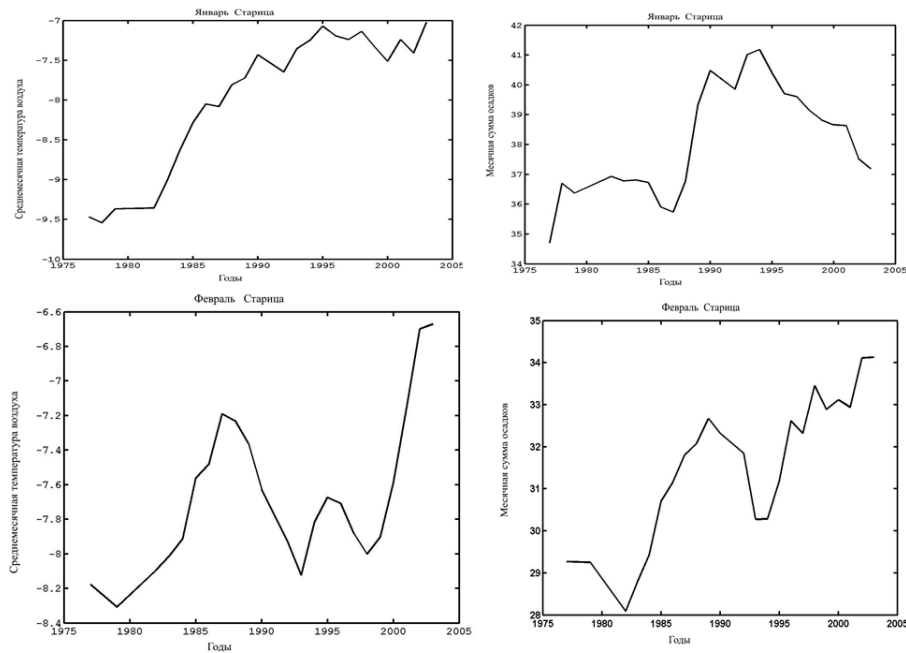 Январь Старица
Среднемесячная температура воздуха
-7
-7.5
-8
-8.5
-9
-9.5
-10
1975 1980 1985 1990 1995 2000 2005
Годы
Январь Старица
Месячная сумма осадков
42
41
40
39
38
37
36
35
34
1975 1980 1985 1990 1995 2000 2005
Годы
Февраль Старица
Среднемесячная температура воздуха
-6.6
-6.8
-7
-7.2
-7.4
-7.6
-7.8
-8
-8.2
-8.4
1975 1980 1985 1990 1995 2000 2005
Годы
Февраль Старица
Месячная сумма осадков
35
34
33
32
31
30
29
28
1975 1980 1985 1990 1995 2000 2005
Годы